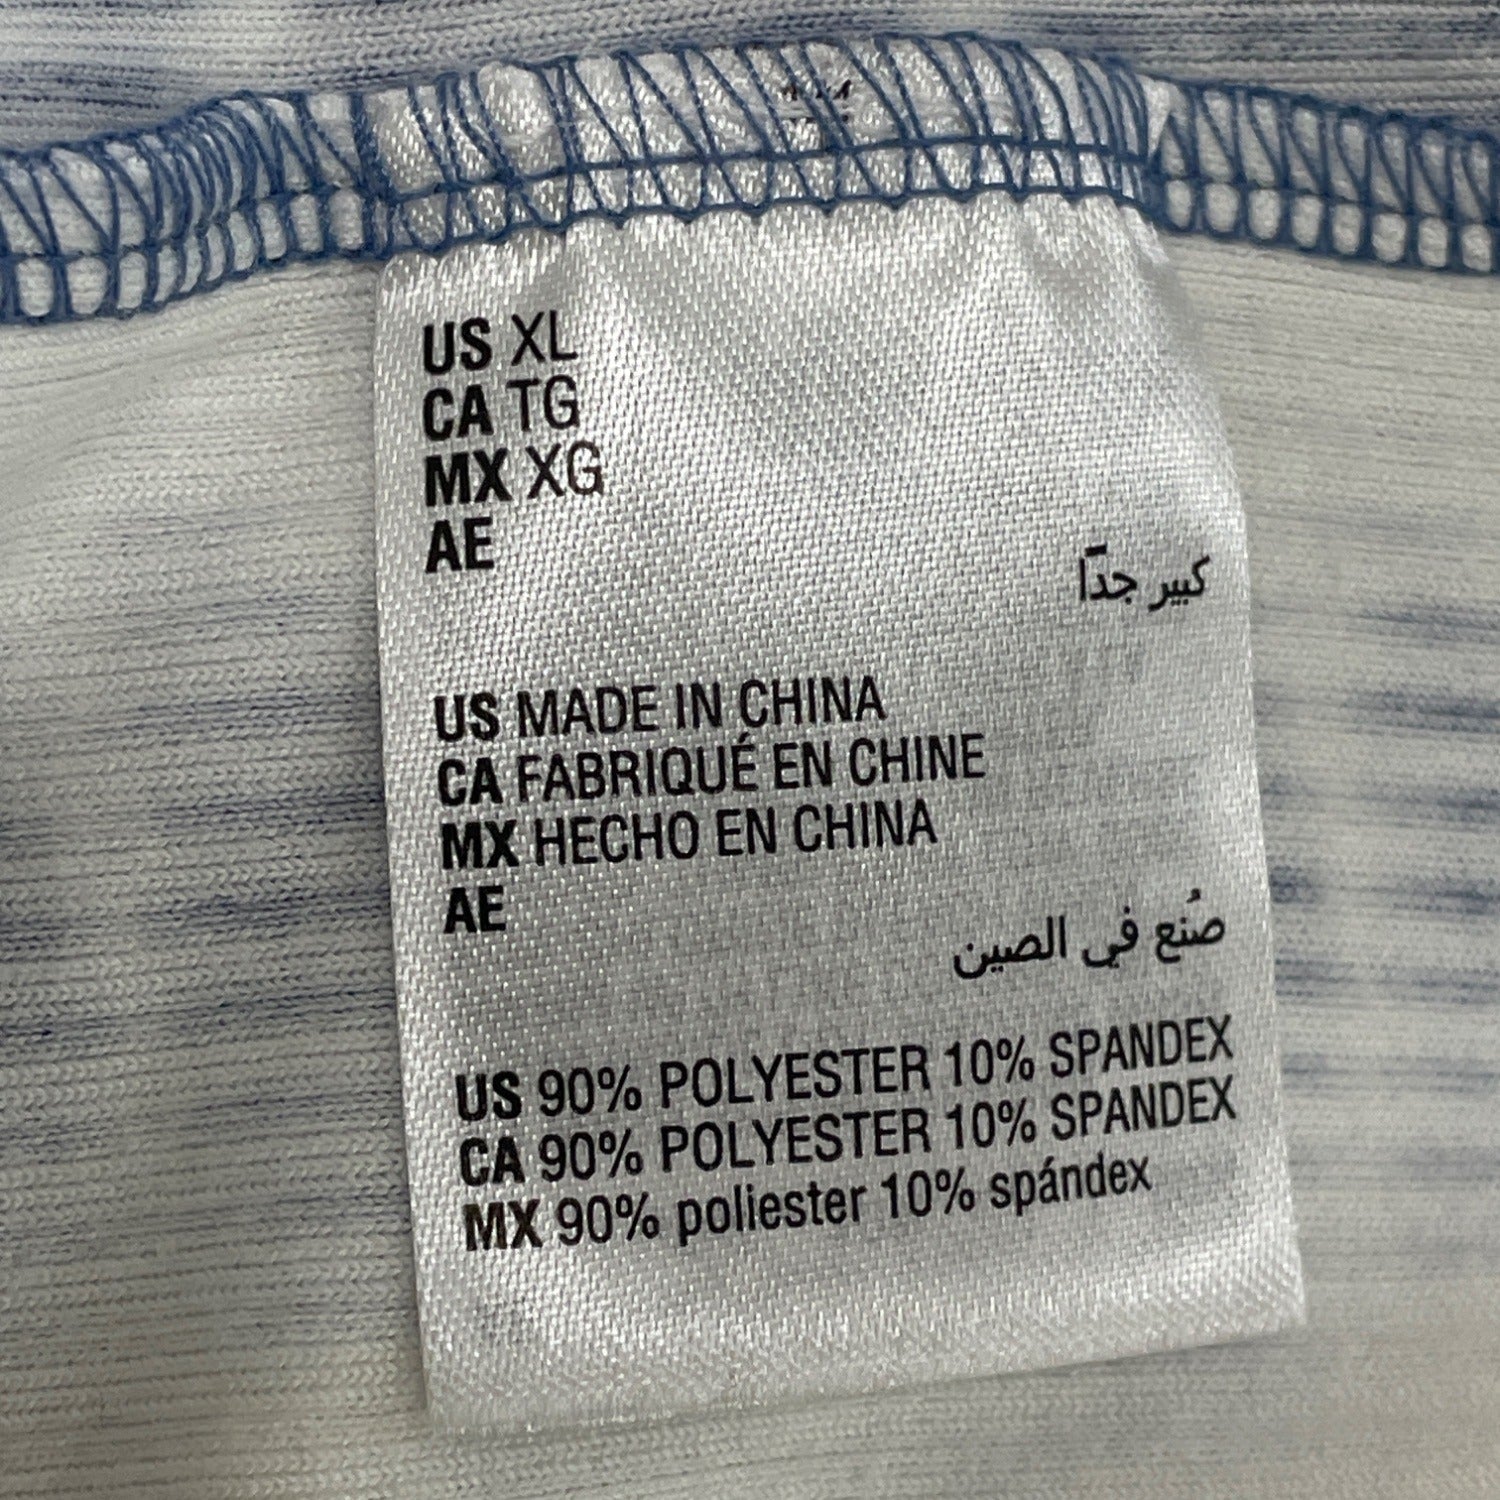 US XL
CA TG
MX XG
AE
كبير جدًا
US MADE IN CHINA
CA FABRIQUÉ EN CHINE
MX HECHO EN CHINA
AE
صُنع في الصين
US 90% POLYESTER 10% SPANDEX
CA 90% POLYESTER 10% SPANDEX
MX 90% poliester 10% spándex